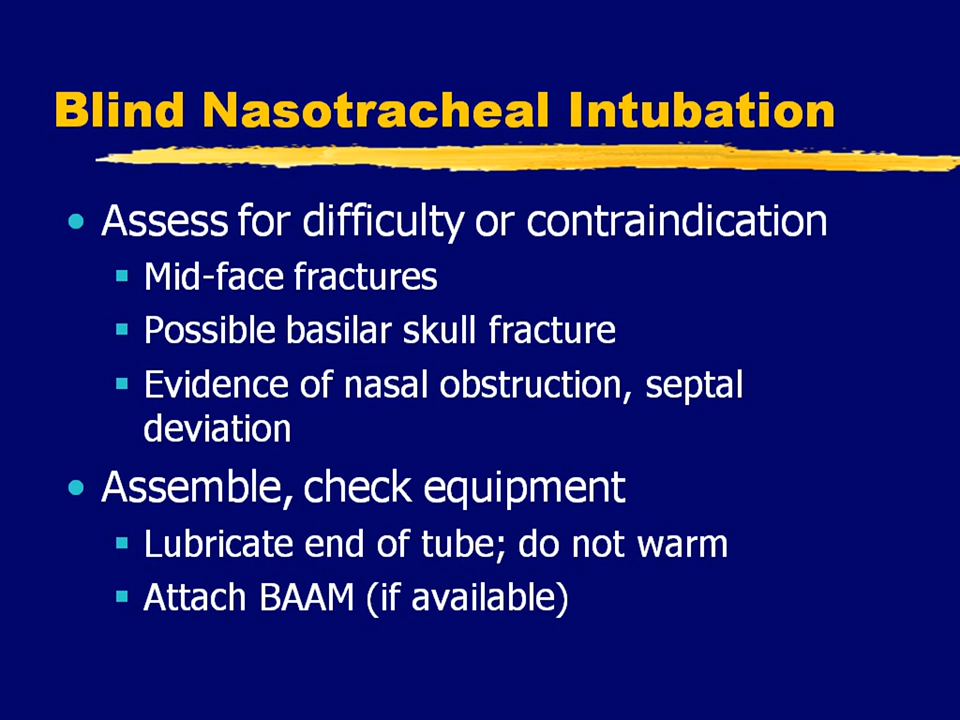 Blind Nasotracheal Intubation
• Assess for difficulty or contraindication
▪ Mid-face fractures
▪ Possible basilar skull fracture
▪ Evidence of nasal obstruction, septal
deviation
• Assemble, check equipment
▪ Lubricate end of tube; do not warm
▪ Attach BAAM (if available)